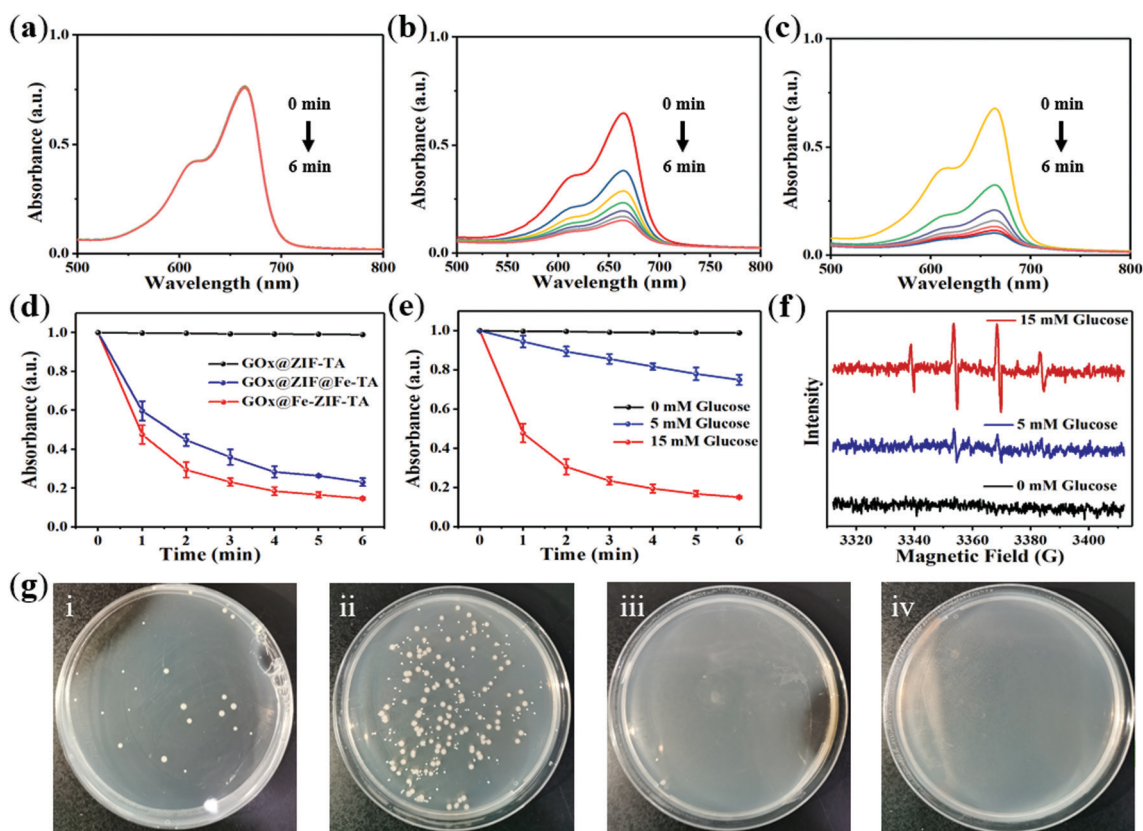 (a)
1.0
0.5
0.0
Absorbance (a.u.)
0 min
6 min
500 600 700 800
Wavelength (nm)
(b)
1.0
0.5
0.0
Absorbance (a.u.)
0 min
6 min
500 550 600 650 700 750 800
Wavelength (nm)
(c)
1.0
0.5
0.0
Absorbance (a.u.)
0 min
6 min
500 600 700 800
Wavelength (nm)
(d)
1.0
0.8
0.6
0.4
0.2
0.0
Absorbance (a.u.)
GOx@ZIF-TA
GOx@ZIF@Fe-TA
GOx@Fe-ZIF-TA
0 1 2 3 4 5 6
Time (min)
(e)
1.0
0.8
0.6
0.4
0.2
0.0
Absorbance (a.u.)
0 mM Glucose
5 mM Glucose
15 mM Glucose
0 1 2 3 4 5 6
Time (min)
(f)
Intensity
15 mM Glucose
5 mM Glucose
0 mM Glucose
3320 3340 3360 3380 3400
Magnetic Field (G)
(g)
i
ii
iii
iv